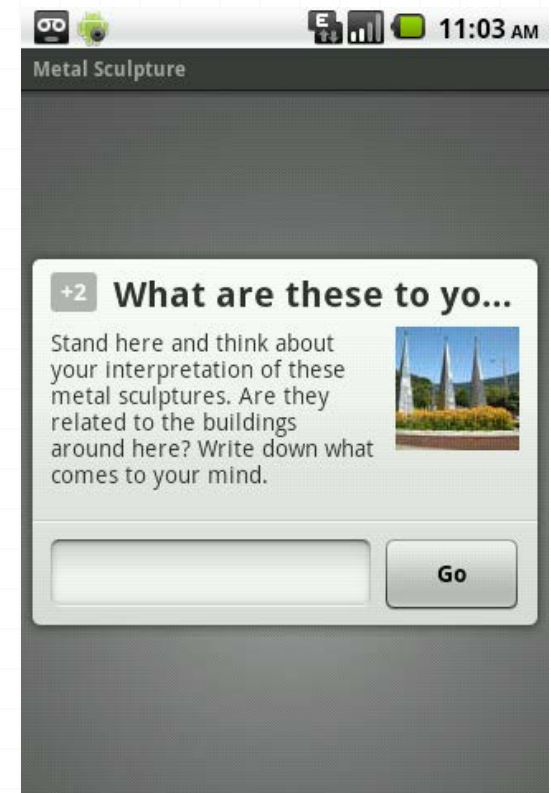 E
11:03 AM
Metal Sculpture
+2 What are these to yo...
Stand here and think about
your interpretation of these
metal sculptures. Are they
related to the buildings
around here? Write down what
comes to your mind.
Go